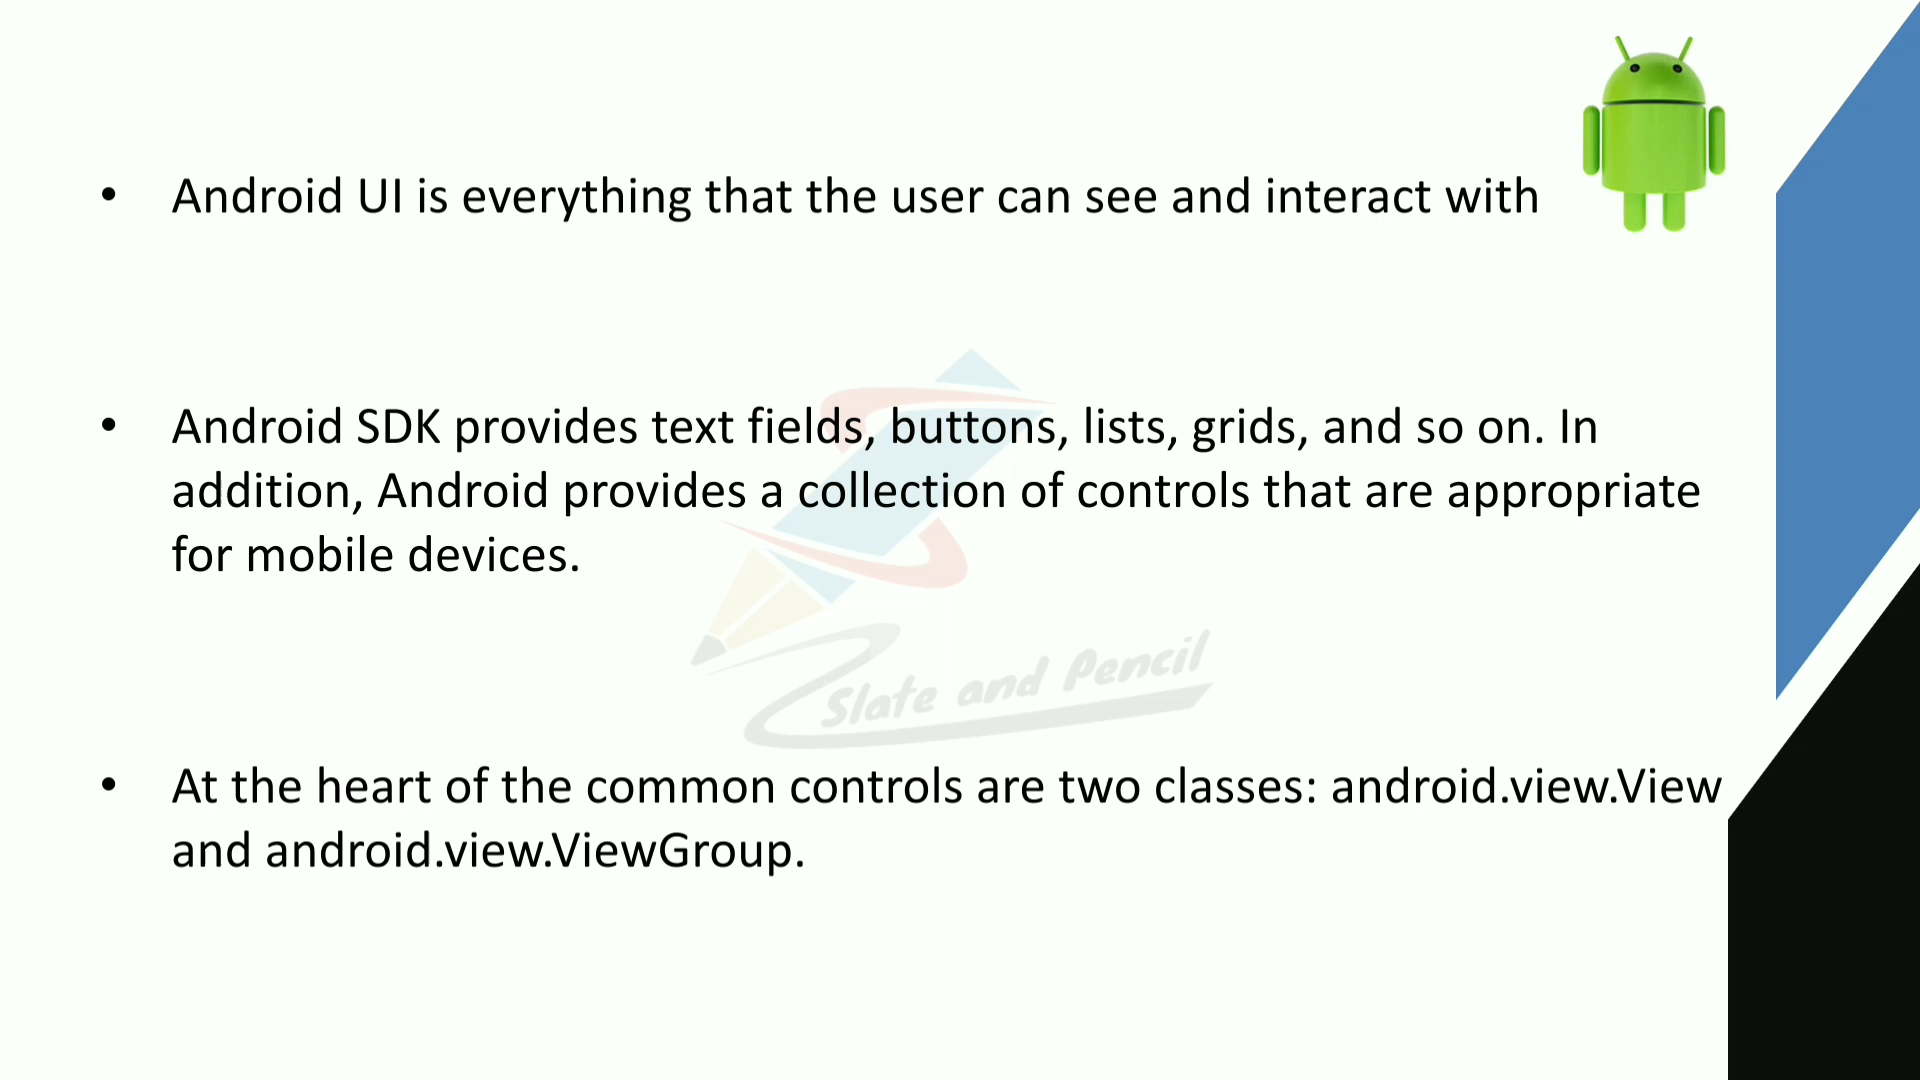 • Android UI is everything that the user can see and interact with
• Android SDK provides text fields, buttons, lists, grids, and so on. In
addition, Android provides a collection of controls that are appropriate
for mobile devices.
Slate and Pencil
• At the heart of the common controls are two classes: android.view.View
and android.view.ViewGroup.